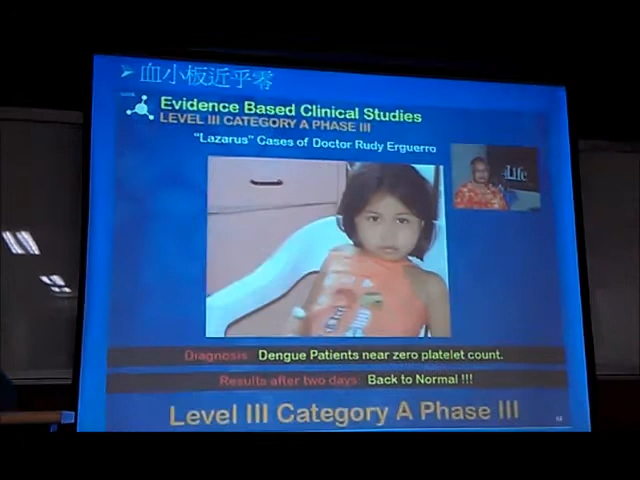 血小板近乎零
Evidence Based Clinical Studies
LEVEL III CATEGORY A PHASE III
"Lazarus" Cases of Doctor Rudy Erguerro
Life
Diagnosis: Dengue Patients near zero platelet count.
Results after two days: Back to Normal !!!
Level III Category A Phase III